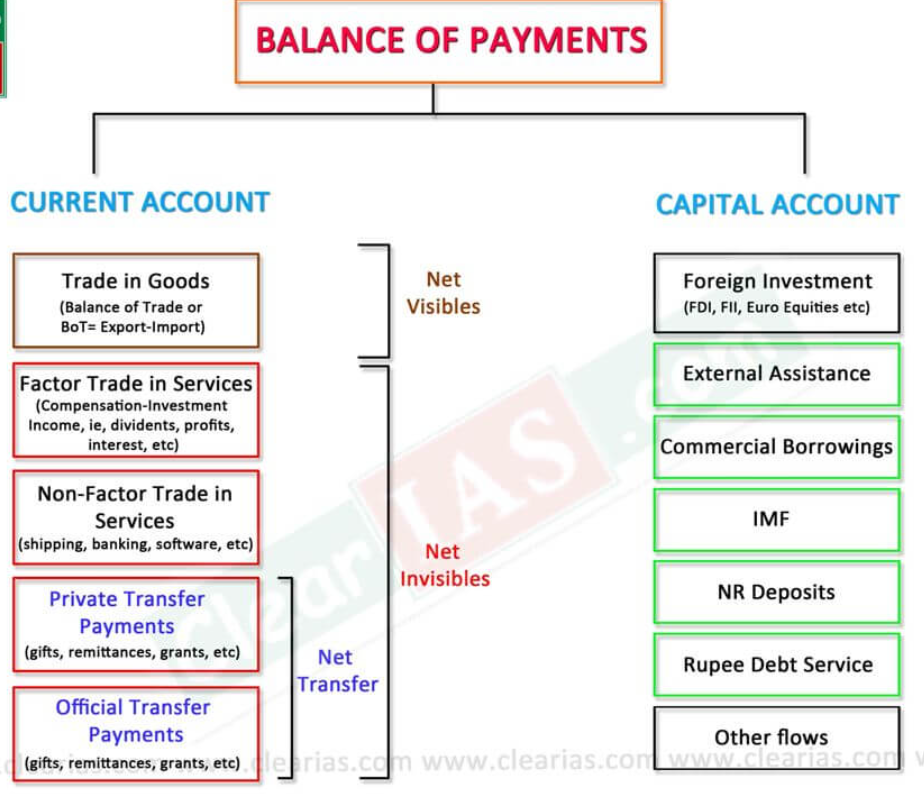 BALANCE OF PAYMENTS
CURRENT ACCOUNT
Trade in Goods
(Balance of Trade or
BoT= Export-Import)
Factor Trade in Services
(Compensation-Investment
Income, ie, dividents, profits,
interest, etc)
Non-Factor Trade in
Services
(shipping, banking, software, etc)
Private Transfer
Payments
(gifts, remittances, grants, etc)
Official Transfer
Payments
(gifts, remittances, grants, etc)
Net
Visibles
Net
Invisibles
Net
Transfer
CAPITAL ACCOUNT
Foreign Investment
(FDI, FII, Euro Equities etc)
External Assistance
Commercial Borrowings
IMF
NR Deposits
Rupee Debt Service
Other flows
ClearIAS.com
.clearias.com www.clearias.com www.clearias.com